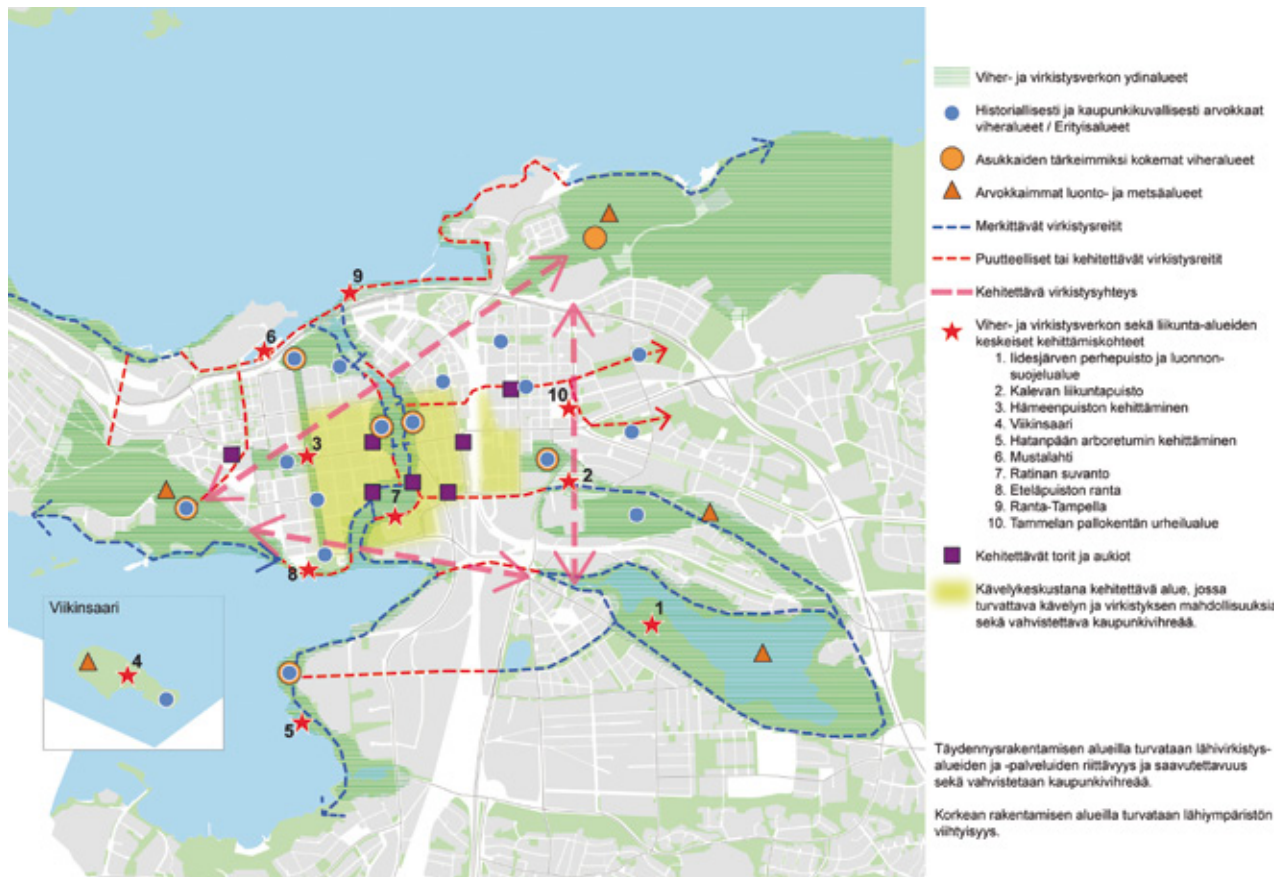 9
6
10
3
2
7
8
1
Viikinsaari
4
5
Viher- ja virkistysverkon ydinalueet
Historiallisesti ja kaupunkikuvallisesti arvokkaat
viheralueet / Erityisalueet
Asukkaiden tärkeimmiksi kokemat viheralueet
Arvokkaimmat luonto- ja metsäalueet
Merkittävät virkistysreitit
Puutteelliset tai kehitettävät virkistysreitit
Kehitettävä virkistysyhteys
Viher- ja virkistysverkon sekä liikunta-alueiden
keskeiset kehittämiskohteet
1. Iidesjärven perhepuisto ja luonnon-
suojelualue
2. Kalevan liikuntapuisto
3. Hämeenpuiston kehittäminen
4. Viikinsaari
5. Hatanpään arboretumin kehittäminen
6. Mustalahti
7. Ratinan suvanto
8. Eteläpuiston ranta
9. Ranta-Tampella
10. Tammelan pallokentän urheilualue
Kehitettävät torit ja aukiot
Kävelykeskustana kehitettävä alue, jossa
turvattava kävelyn ja virkistyksen mahdollisuuksia
sekä vahvistettava kaupunkivihreää.
Täydennysrakentamisen alueilla turvataan lähivirkistys-
alueiden ja -palveluiden riittävyys ja saavutettavuus
sekä vahvistetaan kaupunkivihreää.
Korkean rakentamisen alueilla turvataan lähiympäristön
viihtyisyys.